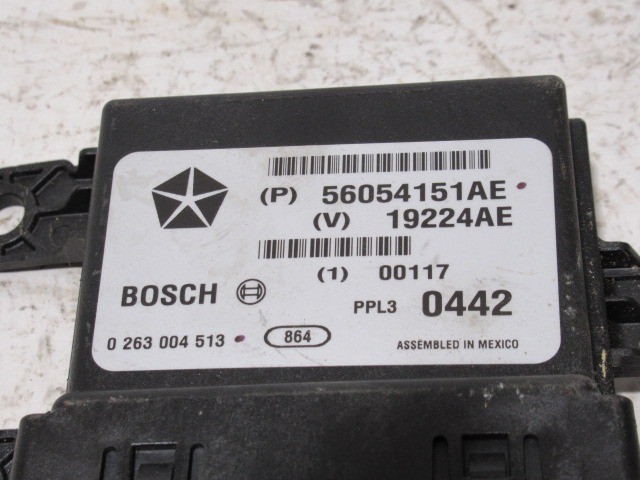 (P) 56054151AE
(V) 19224AE
(1) 00117
BOSCH
PPL3 0442
0 263 004 513
864
ASSEMBLED IN MEXICO